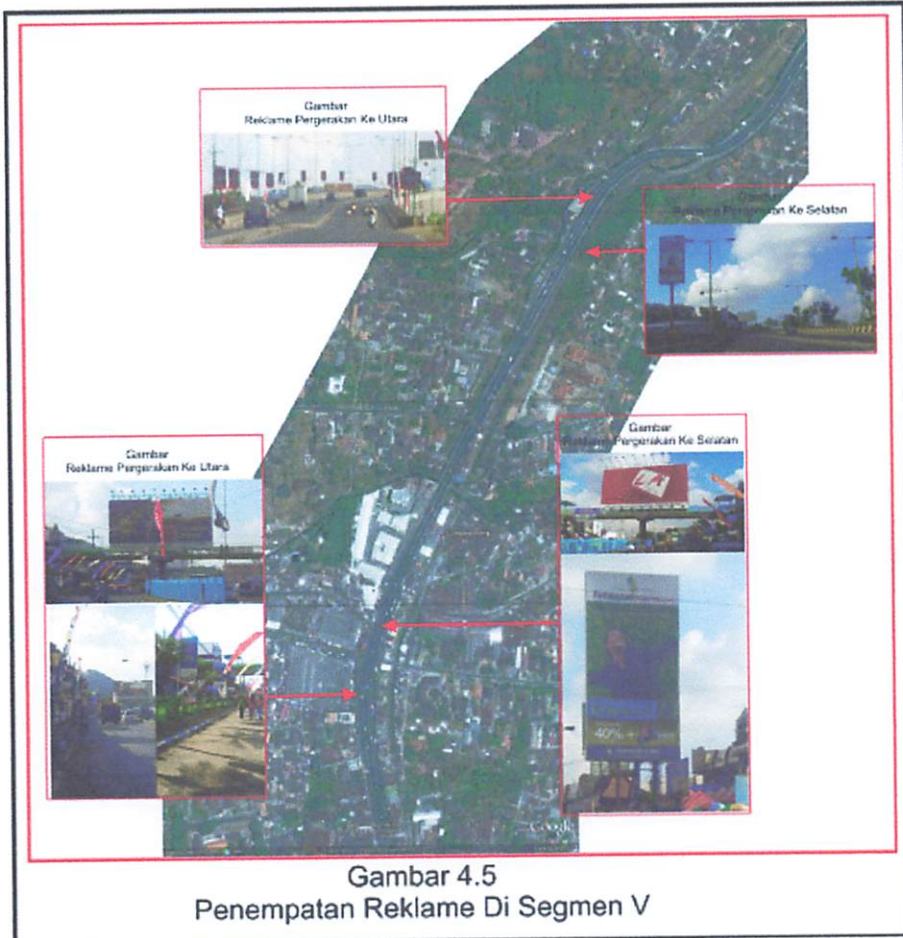 Gambar
Reklame Pergerakan Ke Utara
Gambar
Reklame Pergerakan Ke Selatan
Gambar
Reklame Pergerakan Ke Utara
Gambar
Reklame Pergerakan Ke Selatan
40%
Google
Gambar 4.5
Penempatan Reklame Di Segmen V